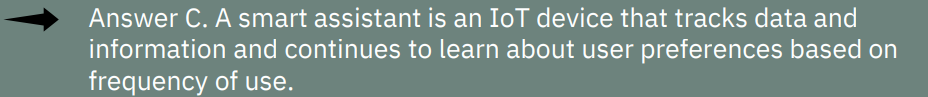 Answer C. A smart assistant is an IoT device that tracks data and
information and continues to learn about user preferences based on
frequency of use.